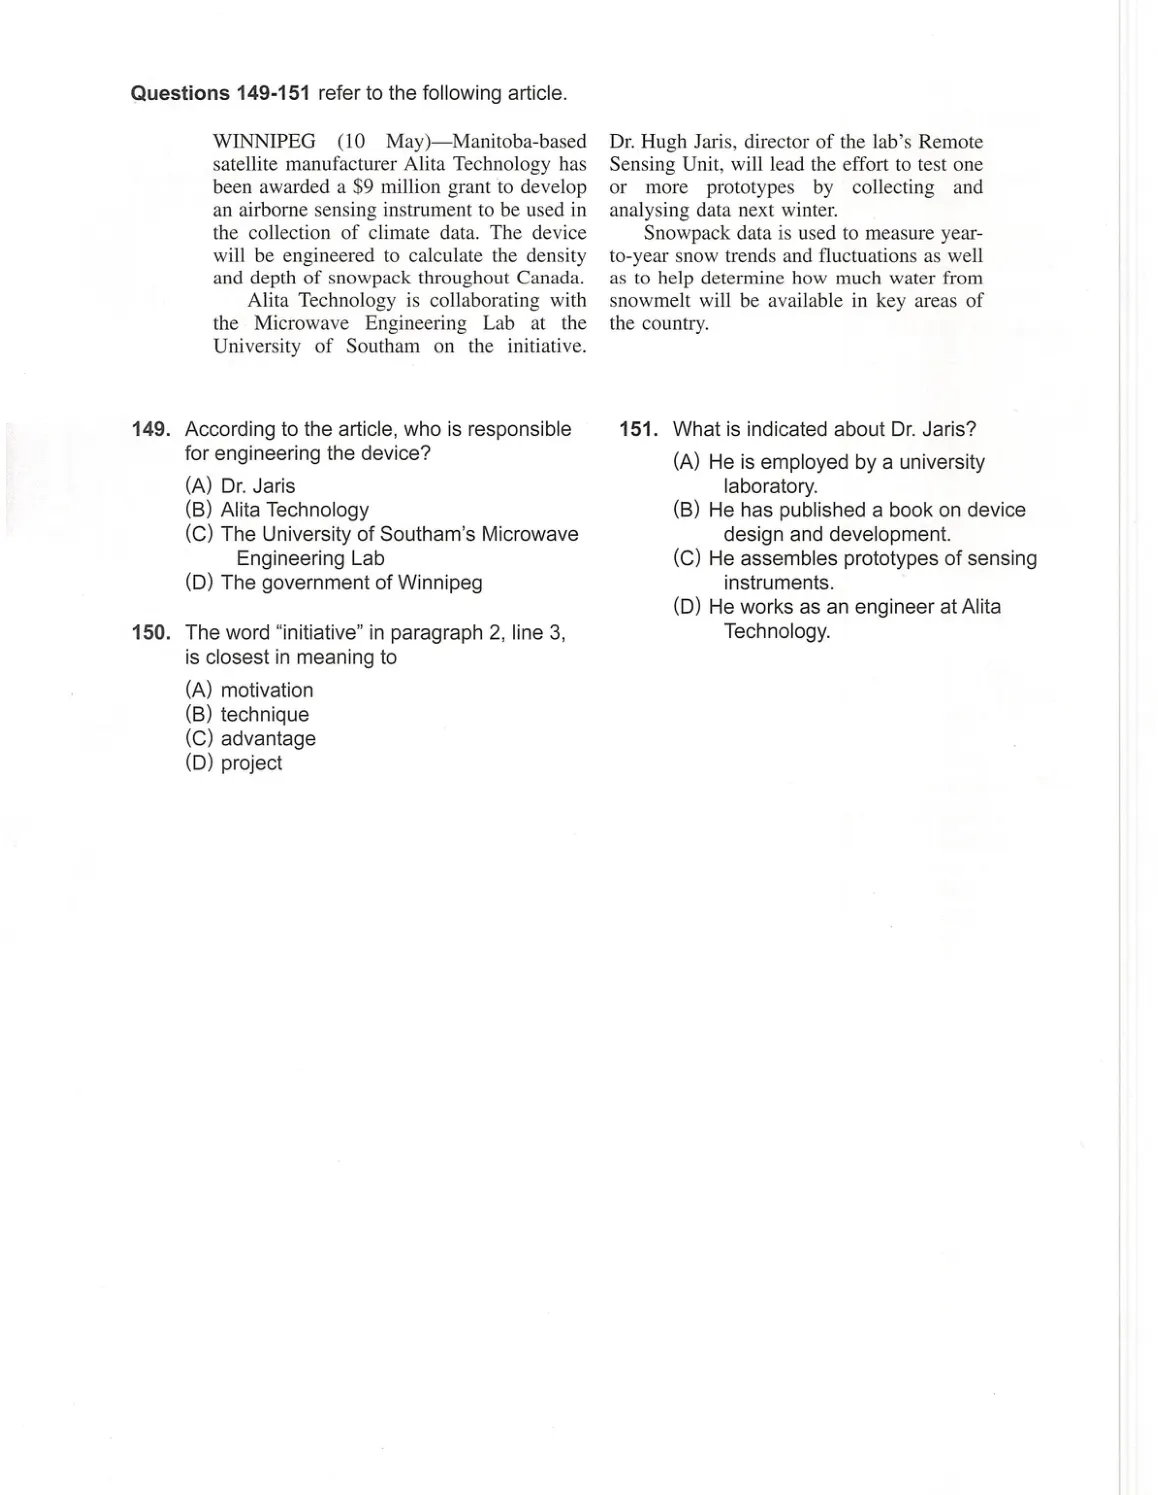 Questions 149-151 refer to the following article.
WINNIPEG (10 May)—Manitoba-based
satellite manufacturer Alita Technology has
been awarded a $9 million grant to develop
an airborne sensing instrument to be used in
the collection of climate data. The device
will be engineered to calculate the density
and depth of snowpack throughout Canada.
Alita Technology is collaborating with
the Microwave Engineering Lab at the
University of Southam on the initiative.
Dr. Hugh Jaris, director of the lab's Remote
Sensing Unit, will lead the effort to test one
or more prototypes by collecting and
analysing data next winter.
Snowpack data is used to measure year-
to-year snow trends and fluctuations as well
as to help determine how much water from
snowmelt will be available in key areas of
the country.
149. According to the article, who is responsible
for engineering the device?
(A) Dr. Jaris
(B) Alita Technology
(C) The University of Southam's Microwave
Engineering Lab
(D) The government of Winnipeg
150. The word “initiative” in paragraph 2, line 3,
is closest in meaning to
(A) motivation
(B) technique
(C) advantage
(D) project
151. What is indicated about Dr. Jaris?
(A) He is employed by a university
laboratory.
(B) He has published a book on device
design and development.
(C) He assembles prototypes of sensing
instruments.
(D) He works as an engineer at Alita
Technology.